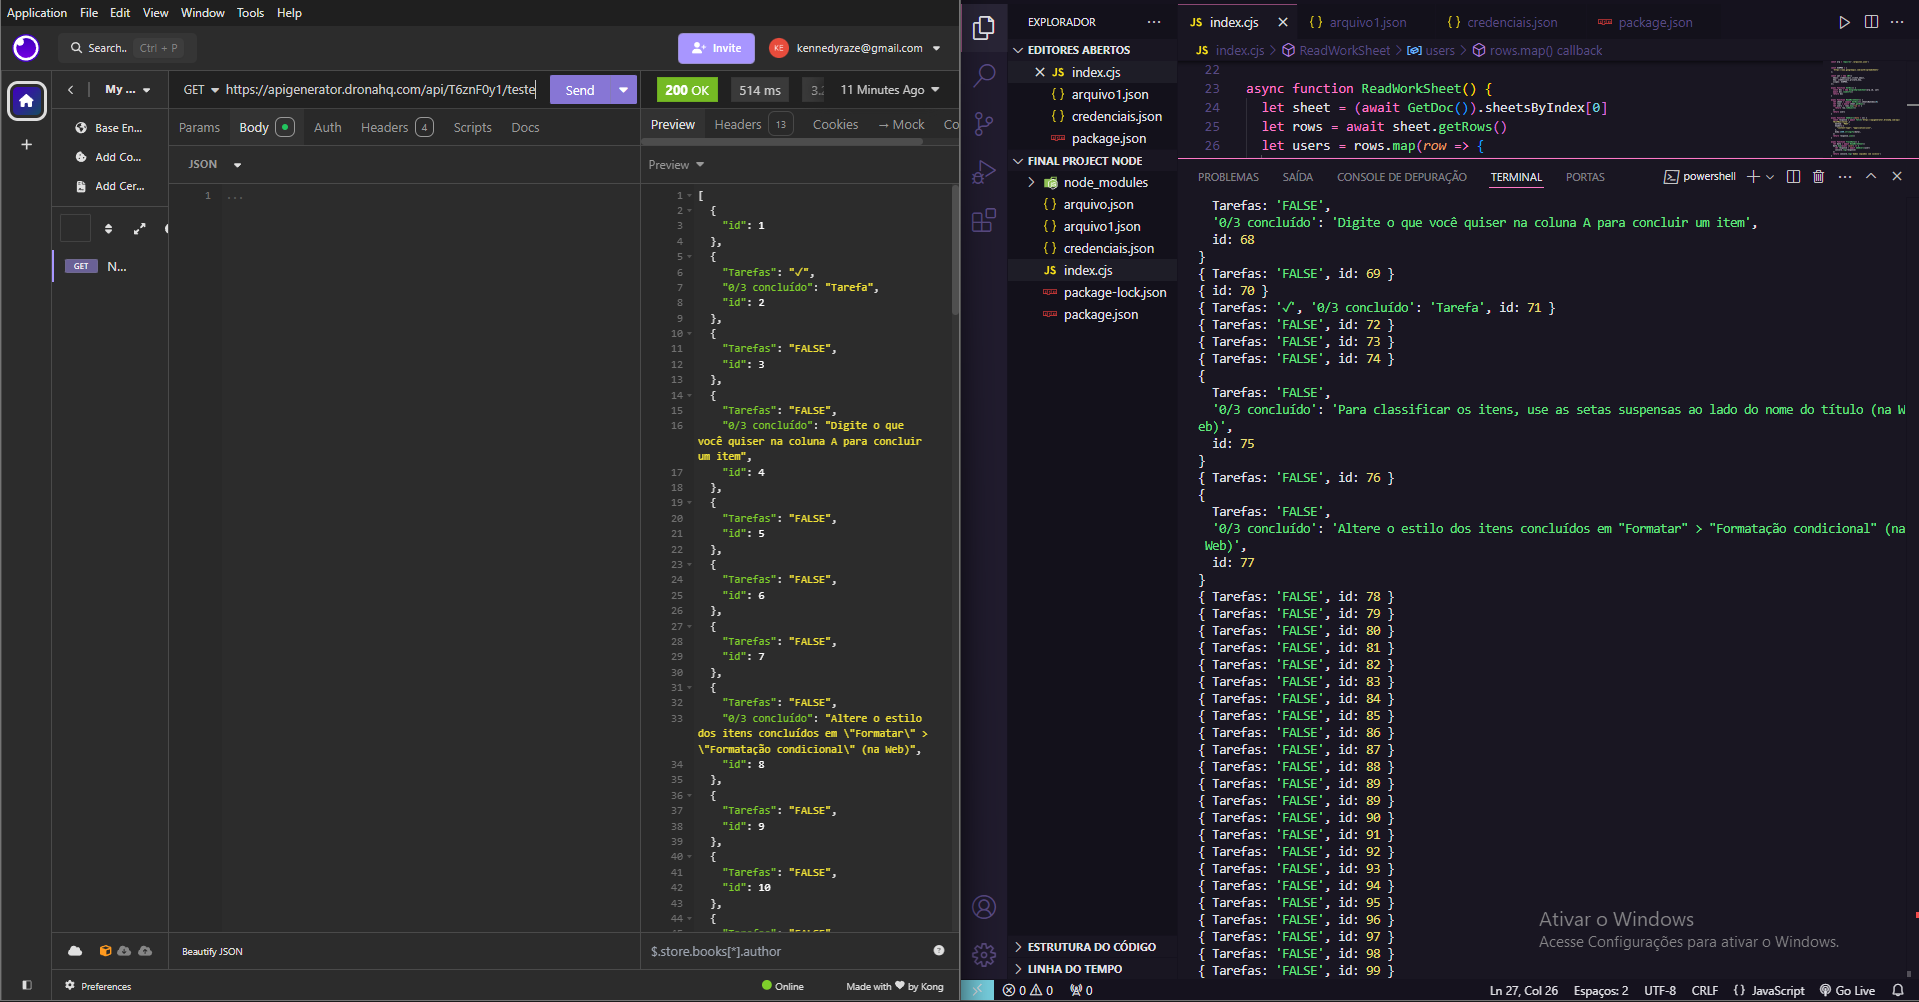 Application File Edit View Window Tools Help
Search.. Ctrl + P
Invite
KE kennedyraze@gmail.com
My ...
Base En...
Add Co...
Add Cer...
GET N...
GET https://apigenerator.dronahq.com/api/T6znF0y1/teste Send
Params Body Auth Headers 4 Scripts Docs
JSON
1 ...
Beautify JSON
Preferences
200 OK 514 ms 3.2 11 Minutes Ago
Preview Headers 13 Cookies → Mock Co
Preview
1 [
2 {
3 "id": 1
4 },
5 {
6 "Tarefas": "✓",
7 "0/3 concluído": "Tarefa",
8 "id": 2
9 },
10 {
11 "Tarefas": "FALSE",
12 "id": 3
13 },
14 {
15 "Tarefas": "FALSE",
16 "0/3 concluído": "Digite o que
você quiser na coluna A para concluir
um item",
17 "id": 4
18 },
19 {
20 "Tarefas": "FALSE",
21 "id": 5
22 },
23 {
24 "Tarefas": "FALSE",
25 "id": 6
26 },
27 {
28 "Tarefas": "FALSE",
29 "id": 7
30 },
31 {
32 "Tarefas": "FALSE",
33 "0/3 concluído": "Altere o estilo
dos itens concluídos em \"Formatar\" >
\"Formatação condicional\" (na Web)",
34 "id": 8
35 },
36 {
37 "Tarefas": "FALSE",
38 "id": 9
39 },
40 {
41 "Tarefas": "FALSE",
42 "id": 10
43 },
44 {
$.store.books[*].author
Online
Made with ❤ by Kong
EXPLORADOR ···
EDITORES ABERTOS
JS index.cjs
{} arquivo1.json
{} credenciais.json
package.json
FINAL PROJECT NODE
node_modules
{} arquivo.json
{} arquivo1.json
{} credenciais.json
JS index.cjs
package-lock.json
package.json
ESTRUTURA DO CÓDIGO
LINHA DO TEMPO
JS index.cjs {} arquivo1.json {} credenciais.json package.json
JS index.cjs > ReadWorkSheet > users > rows.map() callback
22
23 async function ReadWorkSheet() {
24 let sheet = (await GetDoc()).sheetsByIndex[0]
25 let rows = await sheet.getRows()
26 let users = rows.map(row => {
PROBLEMAS SAÍDA CONSOLE DE DEPURAÇÃO TERMINAL PORTAS powershell
Tarefas: 'FALSE',
'0/3 concluído': 'Digite o que você quiser na coluna A para concluir um item',
id: 68
}
{ Tarefas: 'FALSE', id: 69 }
{ id: 70 }
{ Tarefas: '✓', '0/3 concluído': 'Tarefa', id: 71 }
{ Tarefas: 'FALSE', id: 72 }
{ Tarefas: 'FALSE', id: 73 }
{ Tarefas: 'FALSE', id: 74 }
{
Tarefas: 'FALSE',
'0/3 concluído': 'Para classificar os itens, use as setas suspensas ao lado do nome do título (na W
eb)',
id: 75
}
{ Tarefas: 'FALSE', id: 76 }
{
Tarefas: 'FALSE',
'0/3 concluído': 'Altere o estilo dos itens concluídos em "Formatar" > "Formatação condicional" (na
Web)',
id: 77
}
{ Tarefas: 'FALSE', id: 78 }
{ Tarefas: 'FALSE', id: 79 }
{ Tarefas: 'FALSE', id: 80 }
{ Tarefas: 'FALSE', id: 81 }
{ Tarefas: 'FALSE', id: 82 }
{ Tarefas: 'FALSE', id: 83 }
{ Tarefas: 'FALSE', id: 84 }
{ Tarefas: 'FALSE', id: 85 }
{ Tarefas: 'FALSE', id: 86 }
{ Tarefas: 'FALSE', id: 87 }
{ Tarefas: 'FALSE', id: 88 }
{ Tarefas: 'FALSE', id: 89 }
{ Tarefas: 'FALSE', id: 89 }
{ Tarefas: 'FALSE', id: 90 }
{ Tarefas: 'FALSE', id: 91 }
{ Tarefas: 'FALSE', id: 92 }
{ Tarefas: 'FALSE', id: 93 }
{ Tarefas: 'FALSE', id: 94 }
{ Tarefas: 'FALSE', id: 95 }
{ Tarefas: 'FALSE', id: 96 }
{ Tarefas: 'FALSE', id: 97 }
{ Tarefas: 'FALSE', id: 98 }
{ Tarefas: 'FALSE', id: 99 }
Ativar o Windows
Acesse Configurações para ativar o Windows.
0 0 0 Ln 27, Col 26 Espaços: 2 UTF-8 CRLF {} JavaScript Go Live